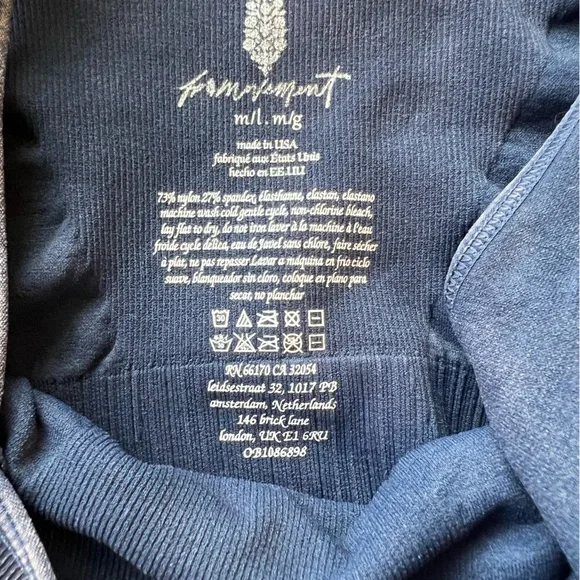 fpmovement
m/l . m/g
made in USA
fabriqué aux États Unis
hecho en EE.UU
73% nylon 27% spandex, élasthanne, elastan, elastano
machine wash cold gentle cycle, non-chlorine bleach,
lay flat to dry, do not iron laver à la machine à l'eau
froide cycle délica, eau de Javel sans chlore, faire sécher
à plat, ne pas repasser Lavar a máquina en frío ciclo
suave, blanqueador sin cloro, coloque en plano para
secar, no planchar
30
RN 66170 CA 32054
leidsestraat 32, 1017 PB
amsterdam, Netherlands
146 brick lane
london, UK E1 6RU
OB1086898